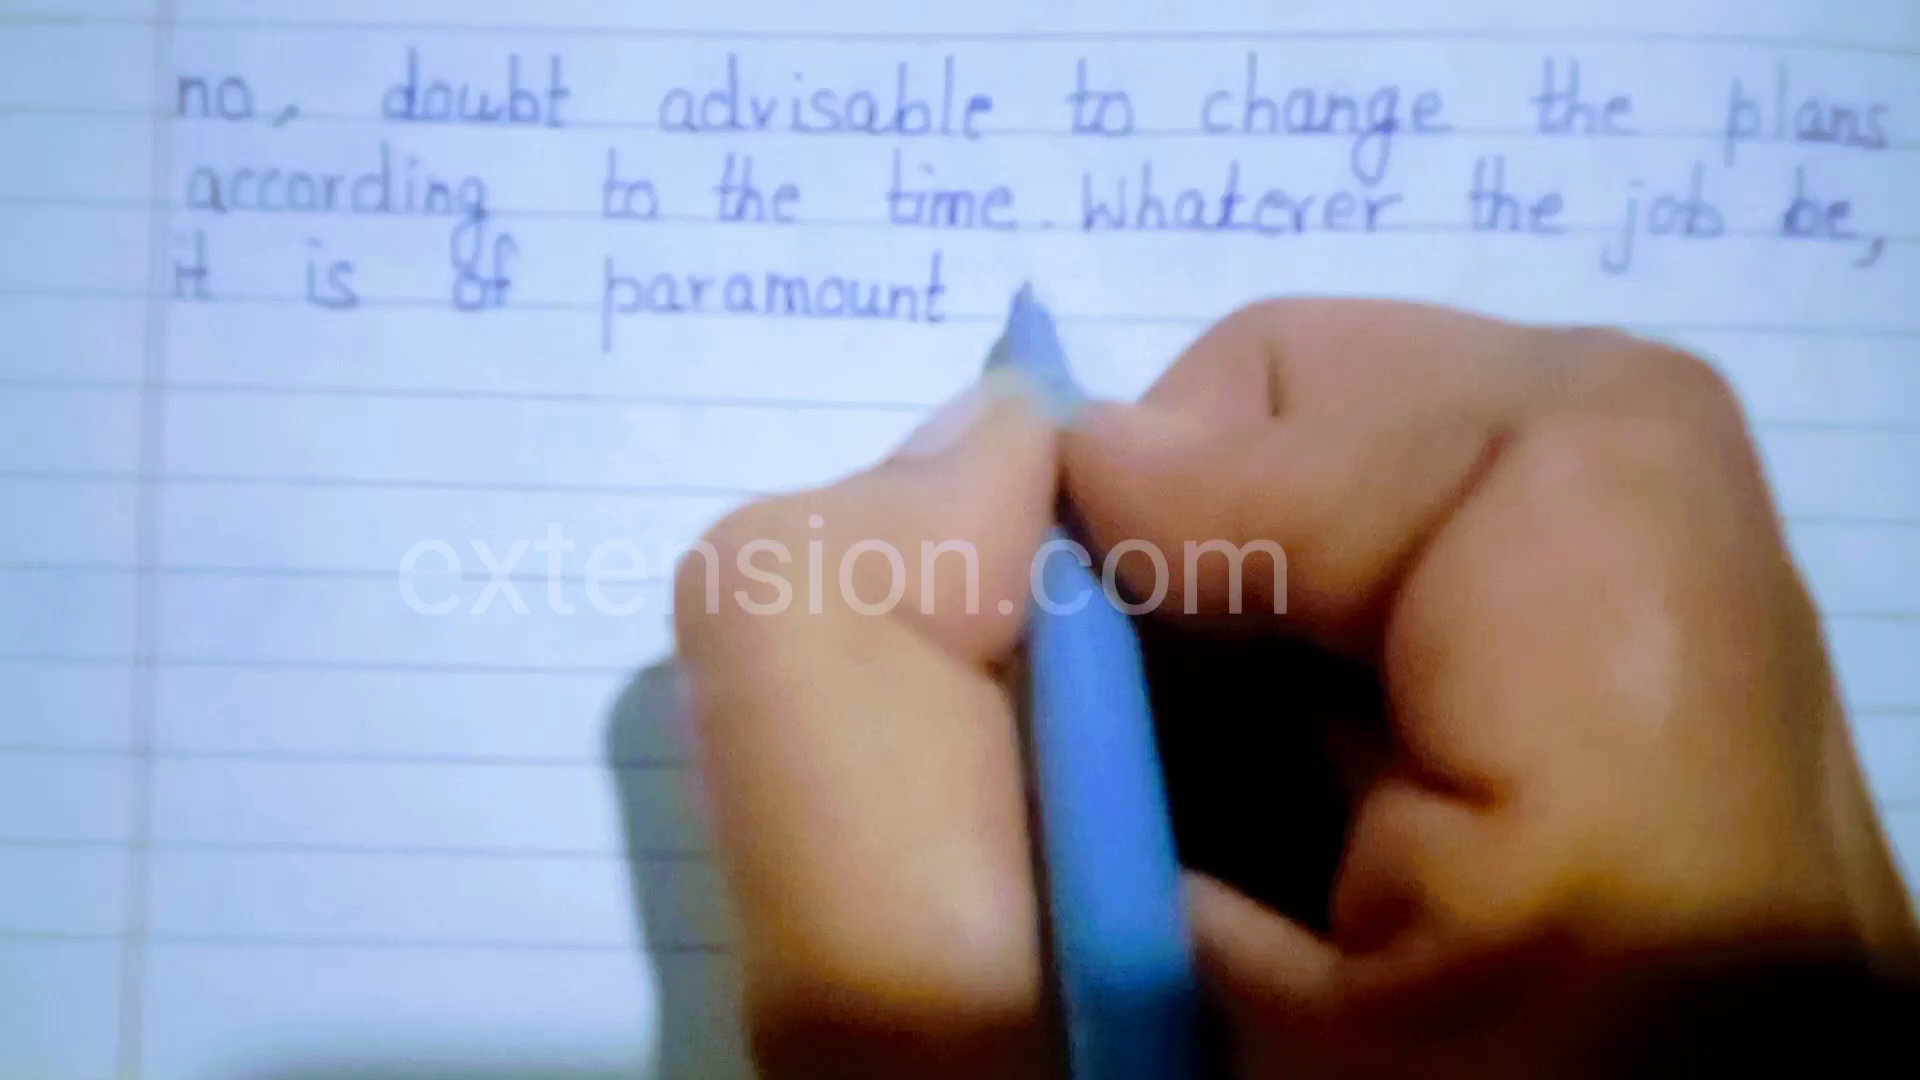 no, doubt advisable to change the plans
according to the time. Whatever the job be,
it is of paramount
extension.com